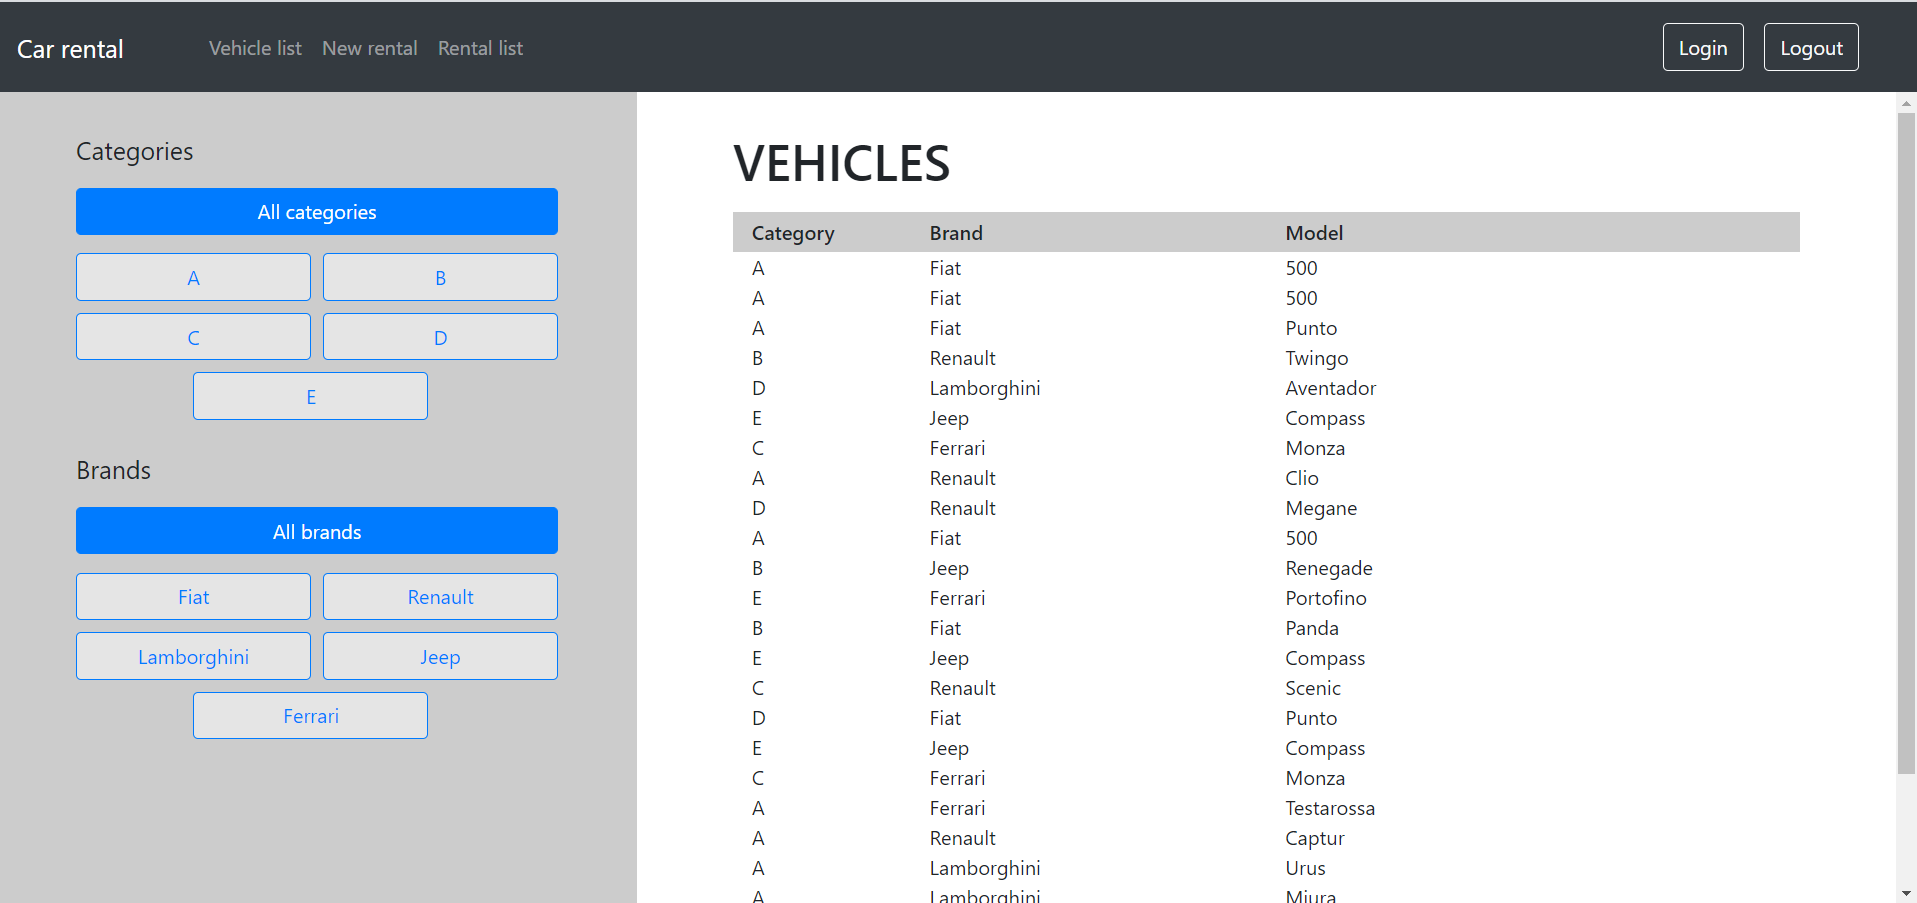 Car rental Vehicle list New rental Rental list Login Logout
Categories
All categories
A B
C D
E
Brands
All brands
Fiat Renault
Lamborghini Jeep
Ferrari
VEHICLES
Category Brand Model
A Fiat 500
A Fiat 500
A Fiat Punto
B Renault Twingo
D Lamborghini Aventador
E Jeep Compass
C Ferrari Monza
A Renault Clio
D Renault Megane
A Fiat 500
B Jeep Renegade
E Ferrari Portofino
B Fiat Panda
E Jeep Compass
C Renault Scenic
D Fiat Punto
E Jeep Compass
C Ferrari Monza
A Ferrari Testarossa
A Renault Captur
A Lamborghini Urus
A Lamborghini Miura